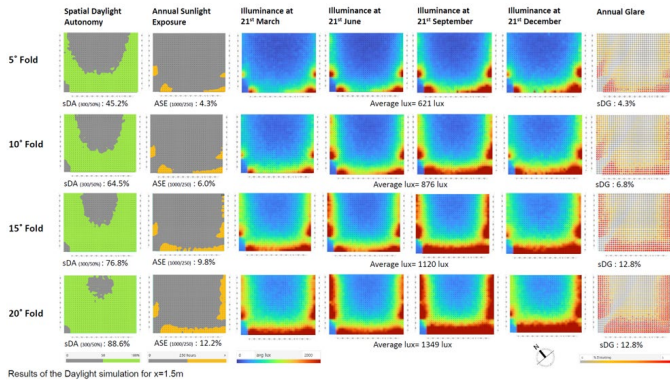 Spatial Daylight Autonomy
Annual Sunlight Exposure
Illuminance at 21st March
Illuminance at 21st June
Illuminance at 21st September
Illuminance at 21st December
Annual Glare
5° Fold
sDA (300/50%) : 45.2%
ASE (1000/250) : 4.3%
Average lux= 621 lux
sDG : 4.3%
10° Fold
sDA (300/50%) : 64.5%
ASE (1000/250) : 6.0%
Average lux= 876 lux
sDG : 6.8%
15° Fold
sDA (300/50%) : 76.8%
ASE (1000/250) : 9.8%
Average lux= 1120 lux
sDG : 12.8%
20° Fold
sDA (300/50%) : 88.6%
ASE (1000/250) : 12.2%
Average lux= 1349 lux
sDG : 12.8%
250 hours
avg lux
Results of the Daylight simulation for x=1.5m